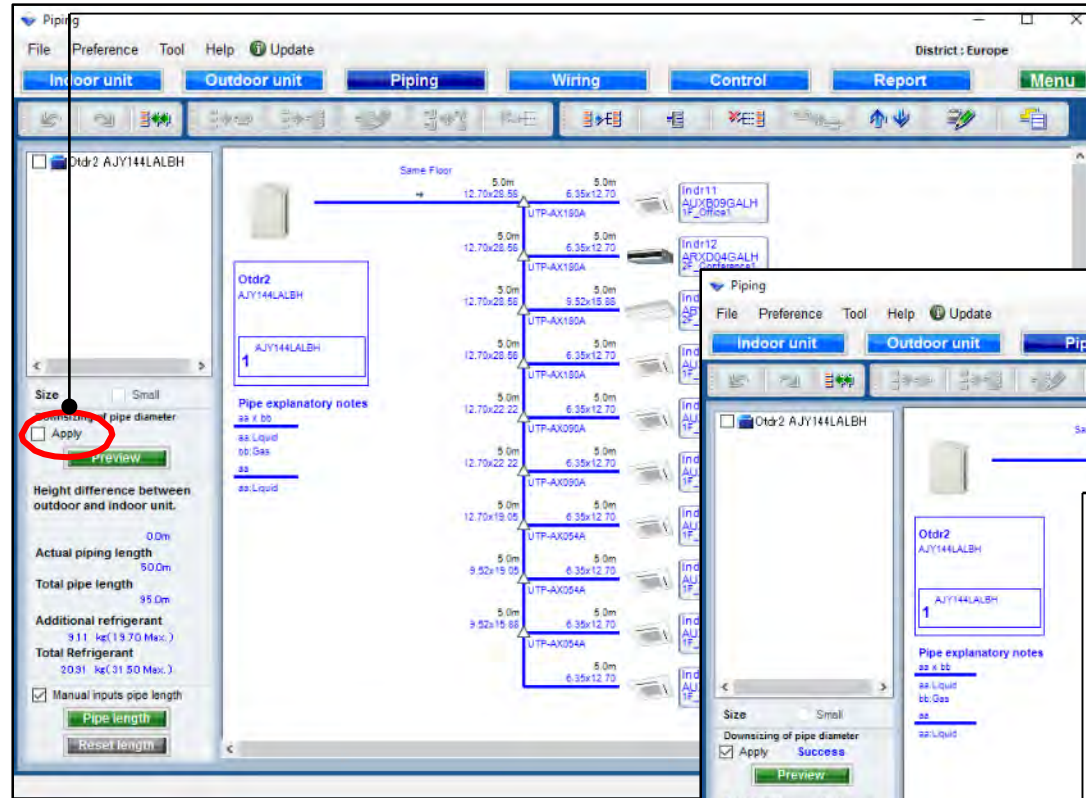 Piping
File Preference Tool Help Update
District : Europe
Indoor unit Outdoor unit Piping Wiring Control Report Menu
Otdr2 AJY144LALBH
Size Small
Downsizing of pipe diameter
Apply
Preview
Height difference between
outdoor and indoor unit.
0.0m
Actual piping length
50.0m
Total pipe length
95.0m
Additional refrigerant
9.11 kg(19.70 Max.)
Total Refrigerant
20.91 kg(31.50 Max.)
Manual inputs pipe length
Pipe length
Reset length
Otdr2
AJY144LALBH
AJY144LALBH
1
Pipe explanatory notes
aa x bb
aa:Liquid
bb:Gas
aa
aa:Liquid
Same Floor
5.0m 5.0m
12.70x28.58 6.35x12.70
UTP-AX180A
Indr11
AUXB09GALH
1F_Office1
5.0m 5.0m
12.70x28.58 6.35x12.70
UTP-AX180A
Indr12
ARXD04GALH
2F_Conference1
5.0m 5.0m
12.70x28.58 9.52x15.88
UTP-AX180A
5.0m 5.0m
12.70x28.58 6.35x12.70
UTP-AX180A
5.0m 5.0m
12.70x22.22 6.35x12.70
UTP-AX090A
5.0m 5.0m
12.70x22.22 6.35x12.70
UTP-AX090A
5.0m 5.0m
12.70x19.05 6.35x12.70
UTP-AX054A
5.0m 5.0m
9.52x19.05 6.35x12.70
UTP-AX054A
5.0m 5.0m
9.52x15.88 6.35x12.70
UTP-AX054A
5.0m
6.35x12.70
Piping
File Preference Tool Help Update
Indoor unit Outdoor unit Pip
Otdr2 AJY144LALBH
Size Small
Downsizing of pipe diameter
Apply Success
Preview
Otdr2
AJY144LALBH
AJY144LALBH
1
Pipe explanatory notes
aa x bb
aa:Liquid
bb:Gas
aa
aa:Liquid